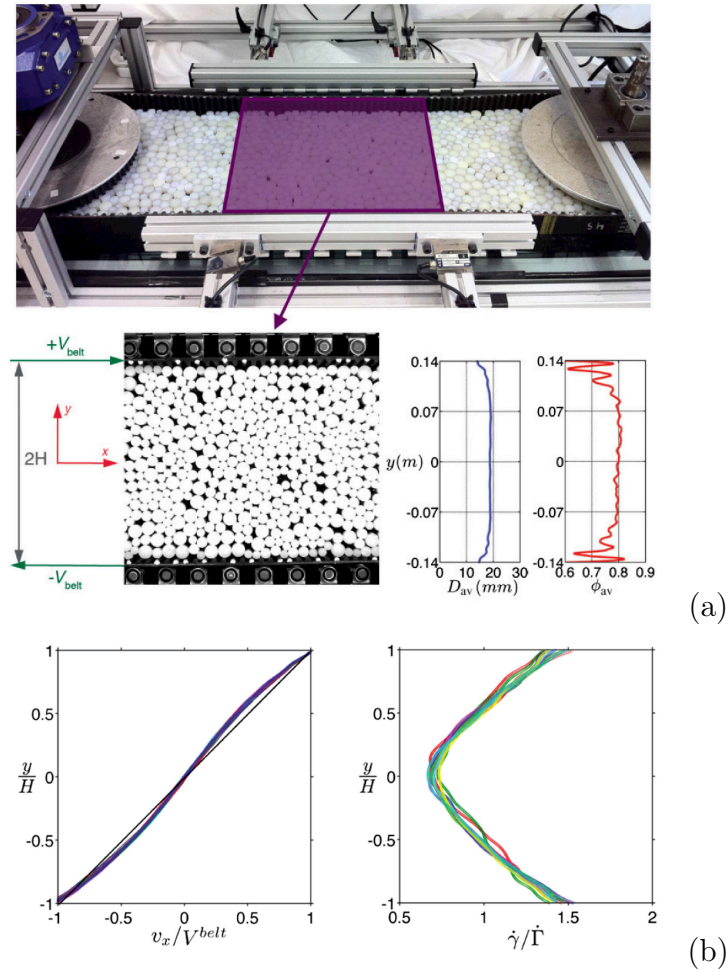 +V_belt
y
x
2H
-V_belt
0.14
0.07
y(m)
0
-0.07
-0.14
0 10 20 30
D_av(mm)
0.14
0.07
0
-0.07
-0.14
0.6 0.7 0.8 0.9
ϕ_av
(a)
1
0.5
y/H
0
-0.5
-1
-1 -0.5 0 0.5 1
v_x/V^belt
1
0.5
y/H
0
-0.5
-1
0.5 1 1.5 2
γ̇/Γ̇
(b)